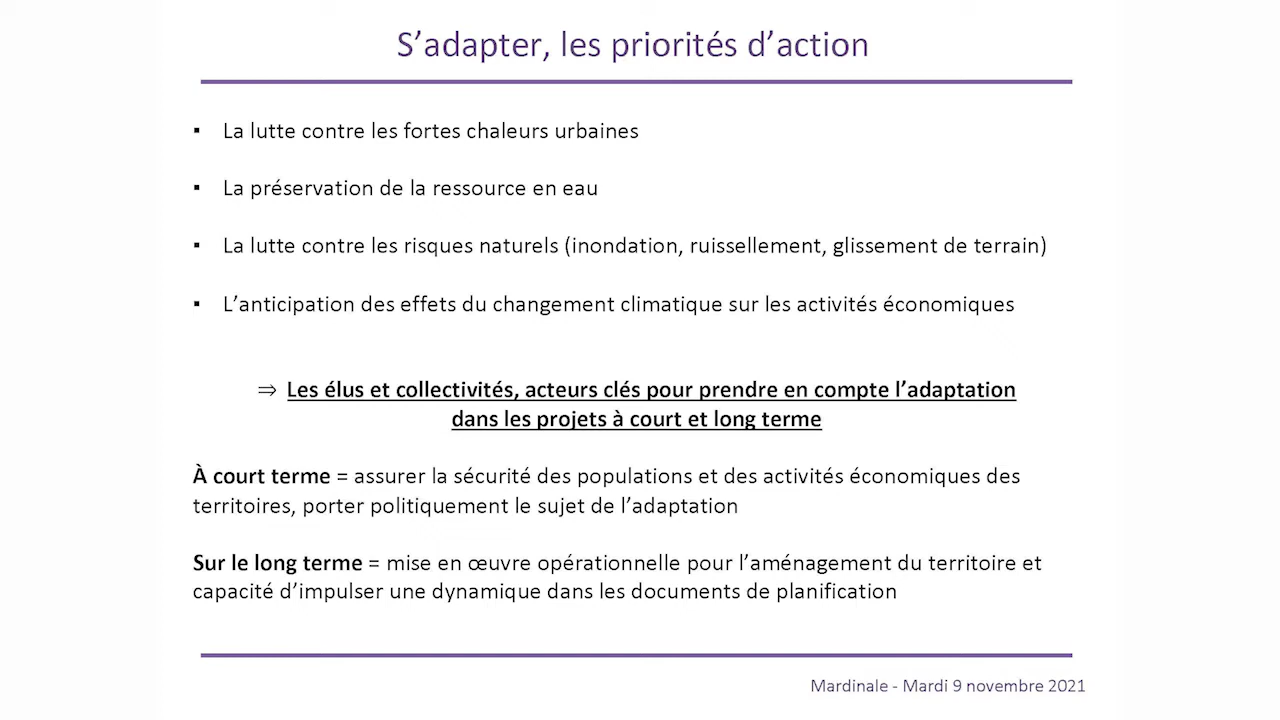 S’adapter, les priorités d’action
▪ La lutte contre les fortes chaleurs urbaines
▪ La préservation de la ressource en eau
▪ La lutte contre les risques naturels (inondation, ruissellement, glissement de terrain)
▪ L’anticipation des effets du changement climatique sur les activités économiques
⇒ Les élus et collectivités, acteurs clés pour prendre en compte l’adaptation
dans les projets à court et long terme
À court terme = assurer la sécurité des populations et des activités économiques des
territoires, porter politiquement le sujet de l’adaptation
Sur le long terme = mise en œuvre opérationnelle pour l’aménagement du territoire et
capacité d’impulser une dynamique dans les documents de planification
Mardinale - Mardi 9 novembre 2021